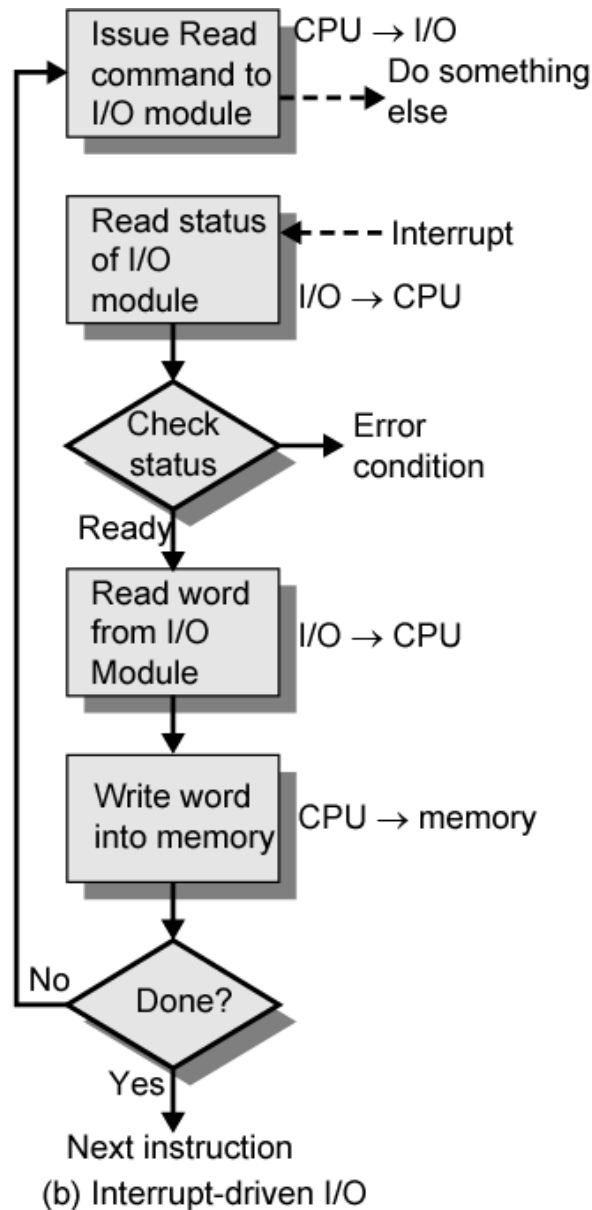 Issue Read
command to
I/O module
CPU → I/O
Do something
else
Read status
of I/O
module
Interrupt
I/O → CPU
Check
status
Error
condition
Ready
Read word
from I/O
Module
I/O → CPU
Write word
into memory
CPU → memory
No
Done?
Yes
Next instruction
(b) Interrupt-driven I/O